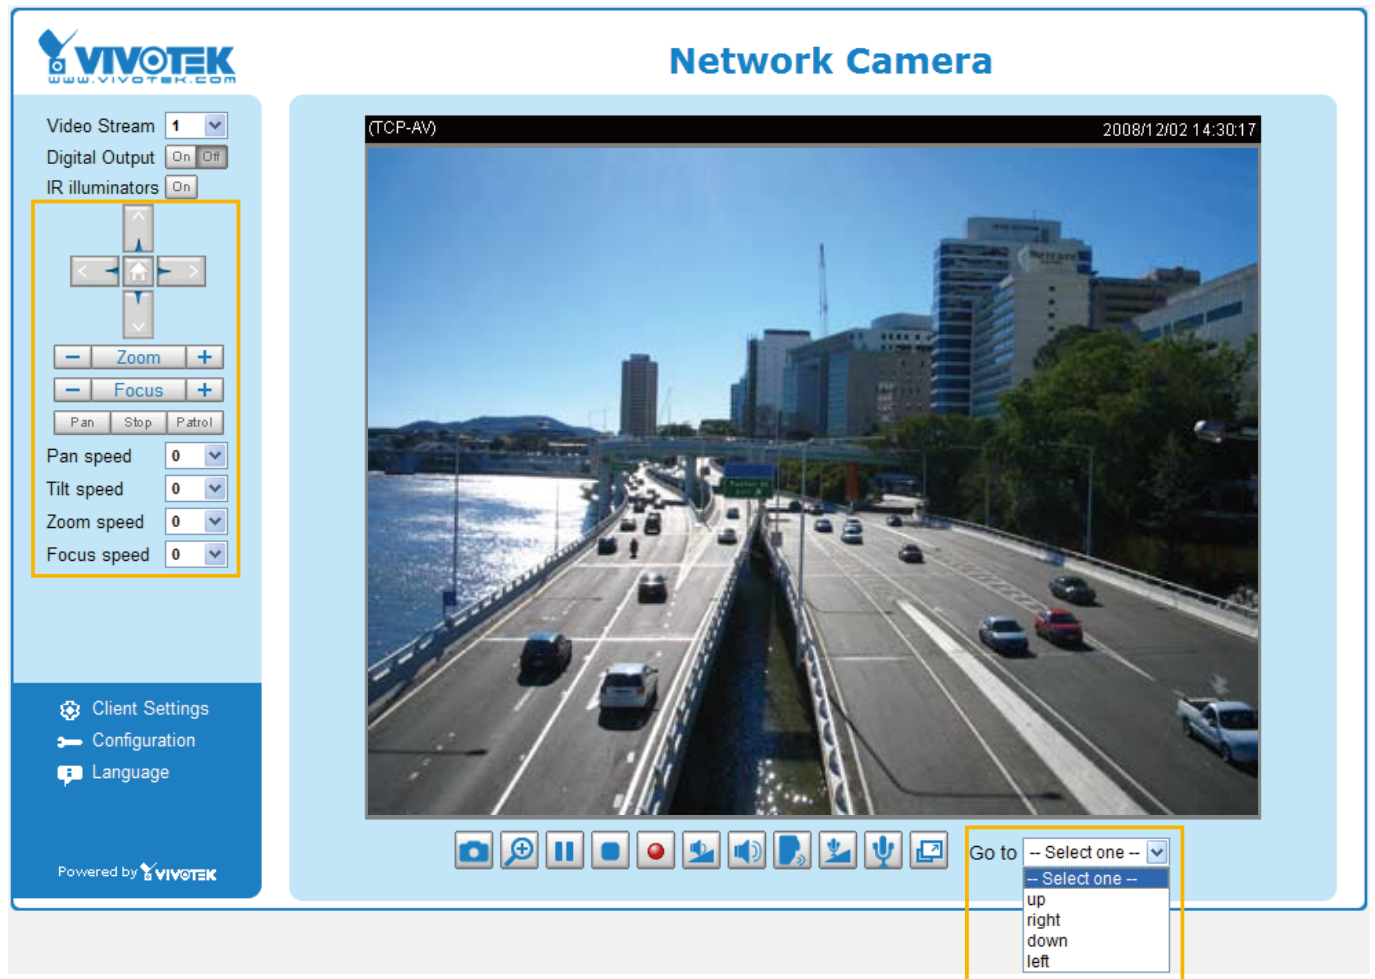 VIVOTEK
www.vivotek.com
Network Camera
Video Stream 1
Digital Output On Off
IR illuminators On
Zoom
Focus
Pan Stop Patrol
Pan speed 0
Tilt speed 0
Zoom speed 0
Focus speed 0
Client Settings
Configuration
Language
Powered by VIVOTEK
(TCP-AV) 2008/12/02 14:30:17
Go to -- Select one --
-- Select one --
up
right
down
left